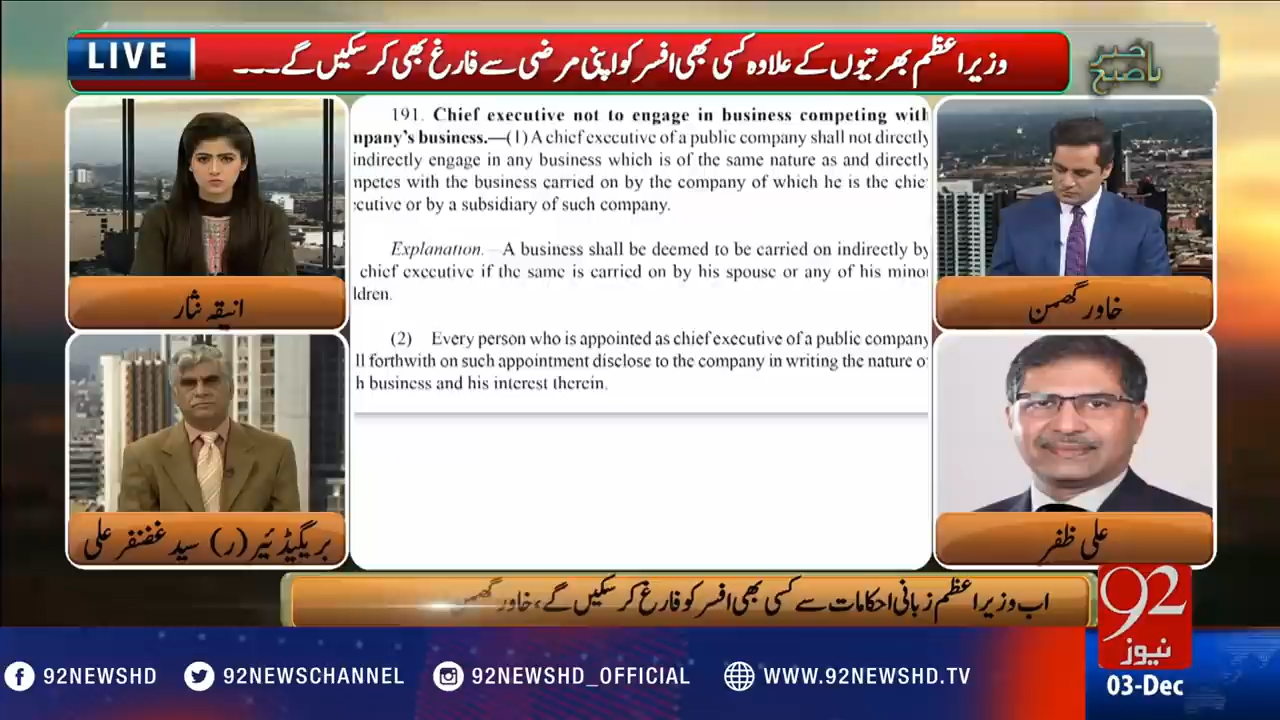 LIVE
وزیراعظم بھرتیوں کے علاوہ کسی بھی افسر کو اپنی مرضی سے فارغ بھی کر سکیں گے۔۔۔
باخبر صبح
191. Chief executive not to engage in business competing with
npany's business.—(1) A chief executive of a public company shall not directly
indirectly engage in any business which is of the same nature as and directly
npetes with the business carried on by the company of which he is the chie
cutive or by a subsidiary of such company.
Explanation.—A business shall be deemed to be carried on indirectly by
chief executive if the same is carried on by his spouse or any of his mino
ldren.
(2) Every person who is appointed as chief executive of a public company
ll forthwith on such appointment disclose to the company in writing the nature o
h business and his interest therein.
انیقہ نثار
خاور گھمن
بریگیڈئیر (ر) سید غضنفر علی
علی ظفر
اب وزیراعظم زبانی احکامات سے کسی بھی افسر کو فارغ کر سکیں گے، خاور گھمن
92
نیوز
03-Dec
92NEWSHD
92NEWSCHANNEL
92NEWSHD_OFFICIAL
WWW.92NEWSHD.TV